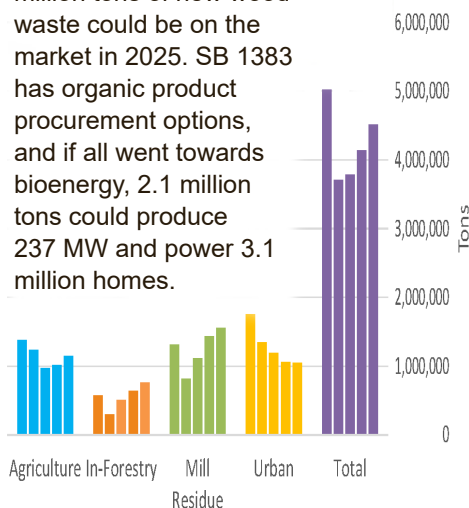 waste could be on the
market in 2025. SB 1383
has organic product
procurement options,
and if all went towards
bioenergy, 2.1 million
tons could produce
237 MW and power 3.1
million homes.
6,000,000
5,000,000
4,000,000
3,000,000
2,000,000
1,000,000
0
Tons
Agriculture In-Forestry Mill Urban Total
Residue